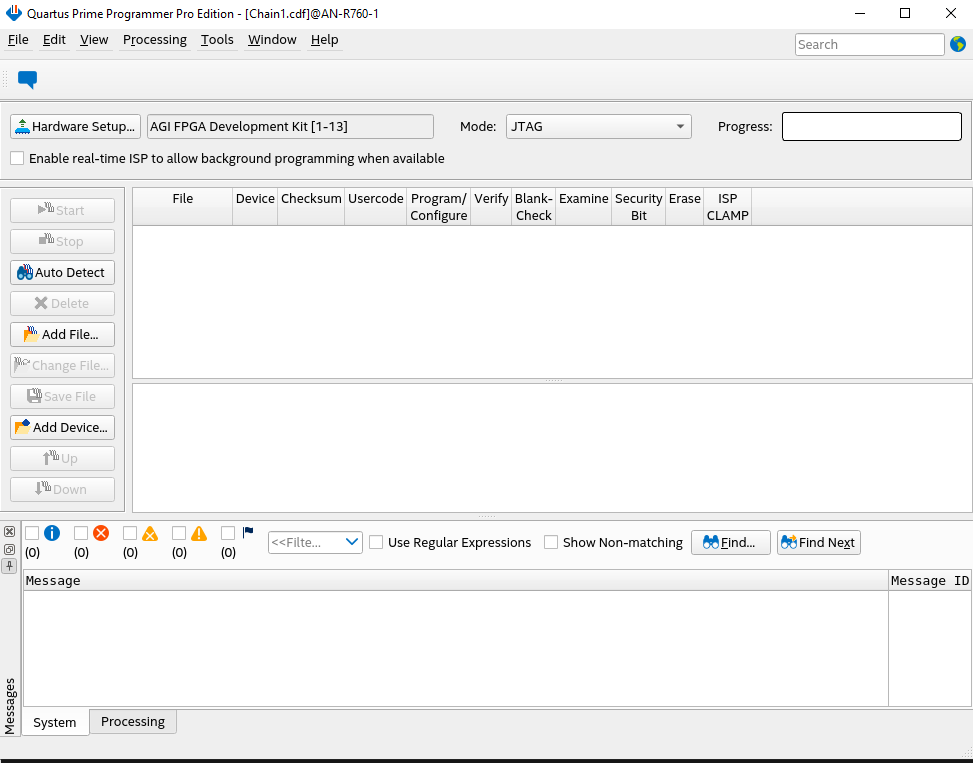 Quartus Prime Programmer Pro Edition - [Chain1.cdf]@AN-R760-1
File Edit View Processing Tools Window Help
Search
Hardware Setup... AGI FPGA Development Kit [1-13] Mode: JTAG Progress:
Enable real-time ISP to allow background programming when available
Start
Stop
Auto Detect
Delete
Add File...
Change File...
Save File
Add Device...
Up
Down
File Device Checksum Usercode Program/ Verify Blank- Examine Security Erase ISP
Configure Check Bit CLAMP
(0) (0) (0) (0) (0)
<<Filte... Use Regular Expressions Show Non-matching Find... Find Next
Message Message ID
Messages
System Processing